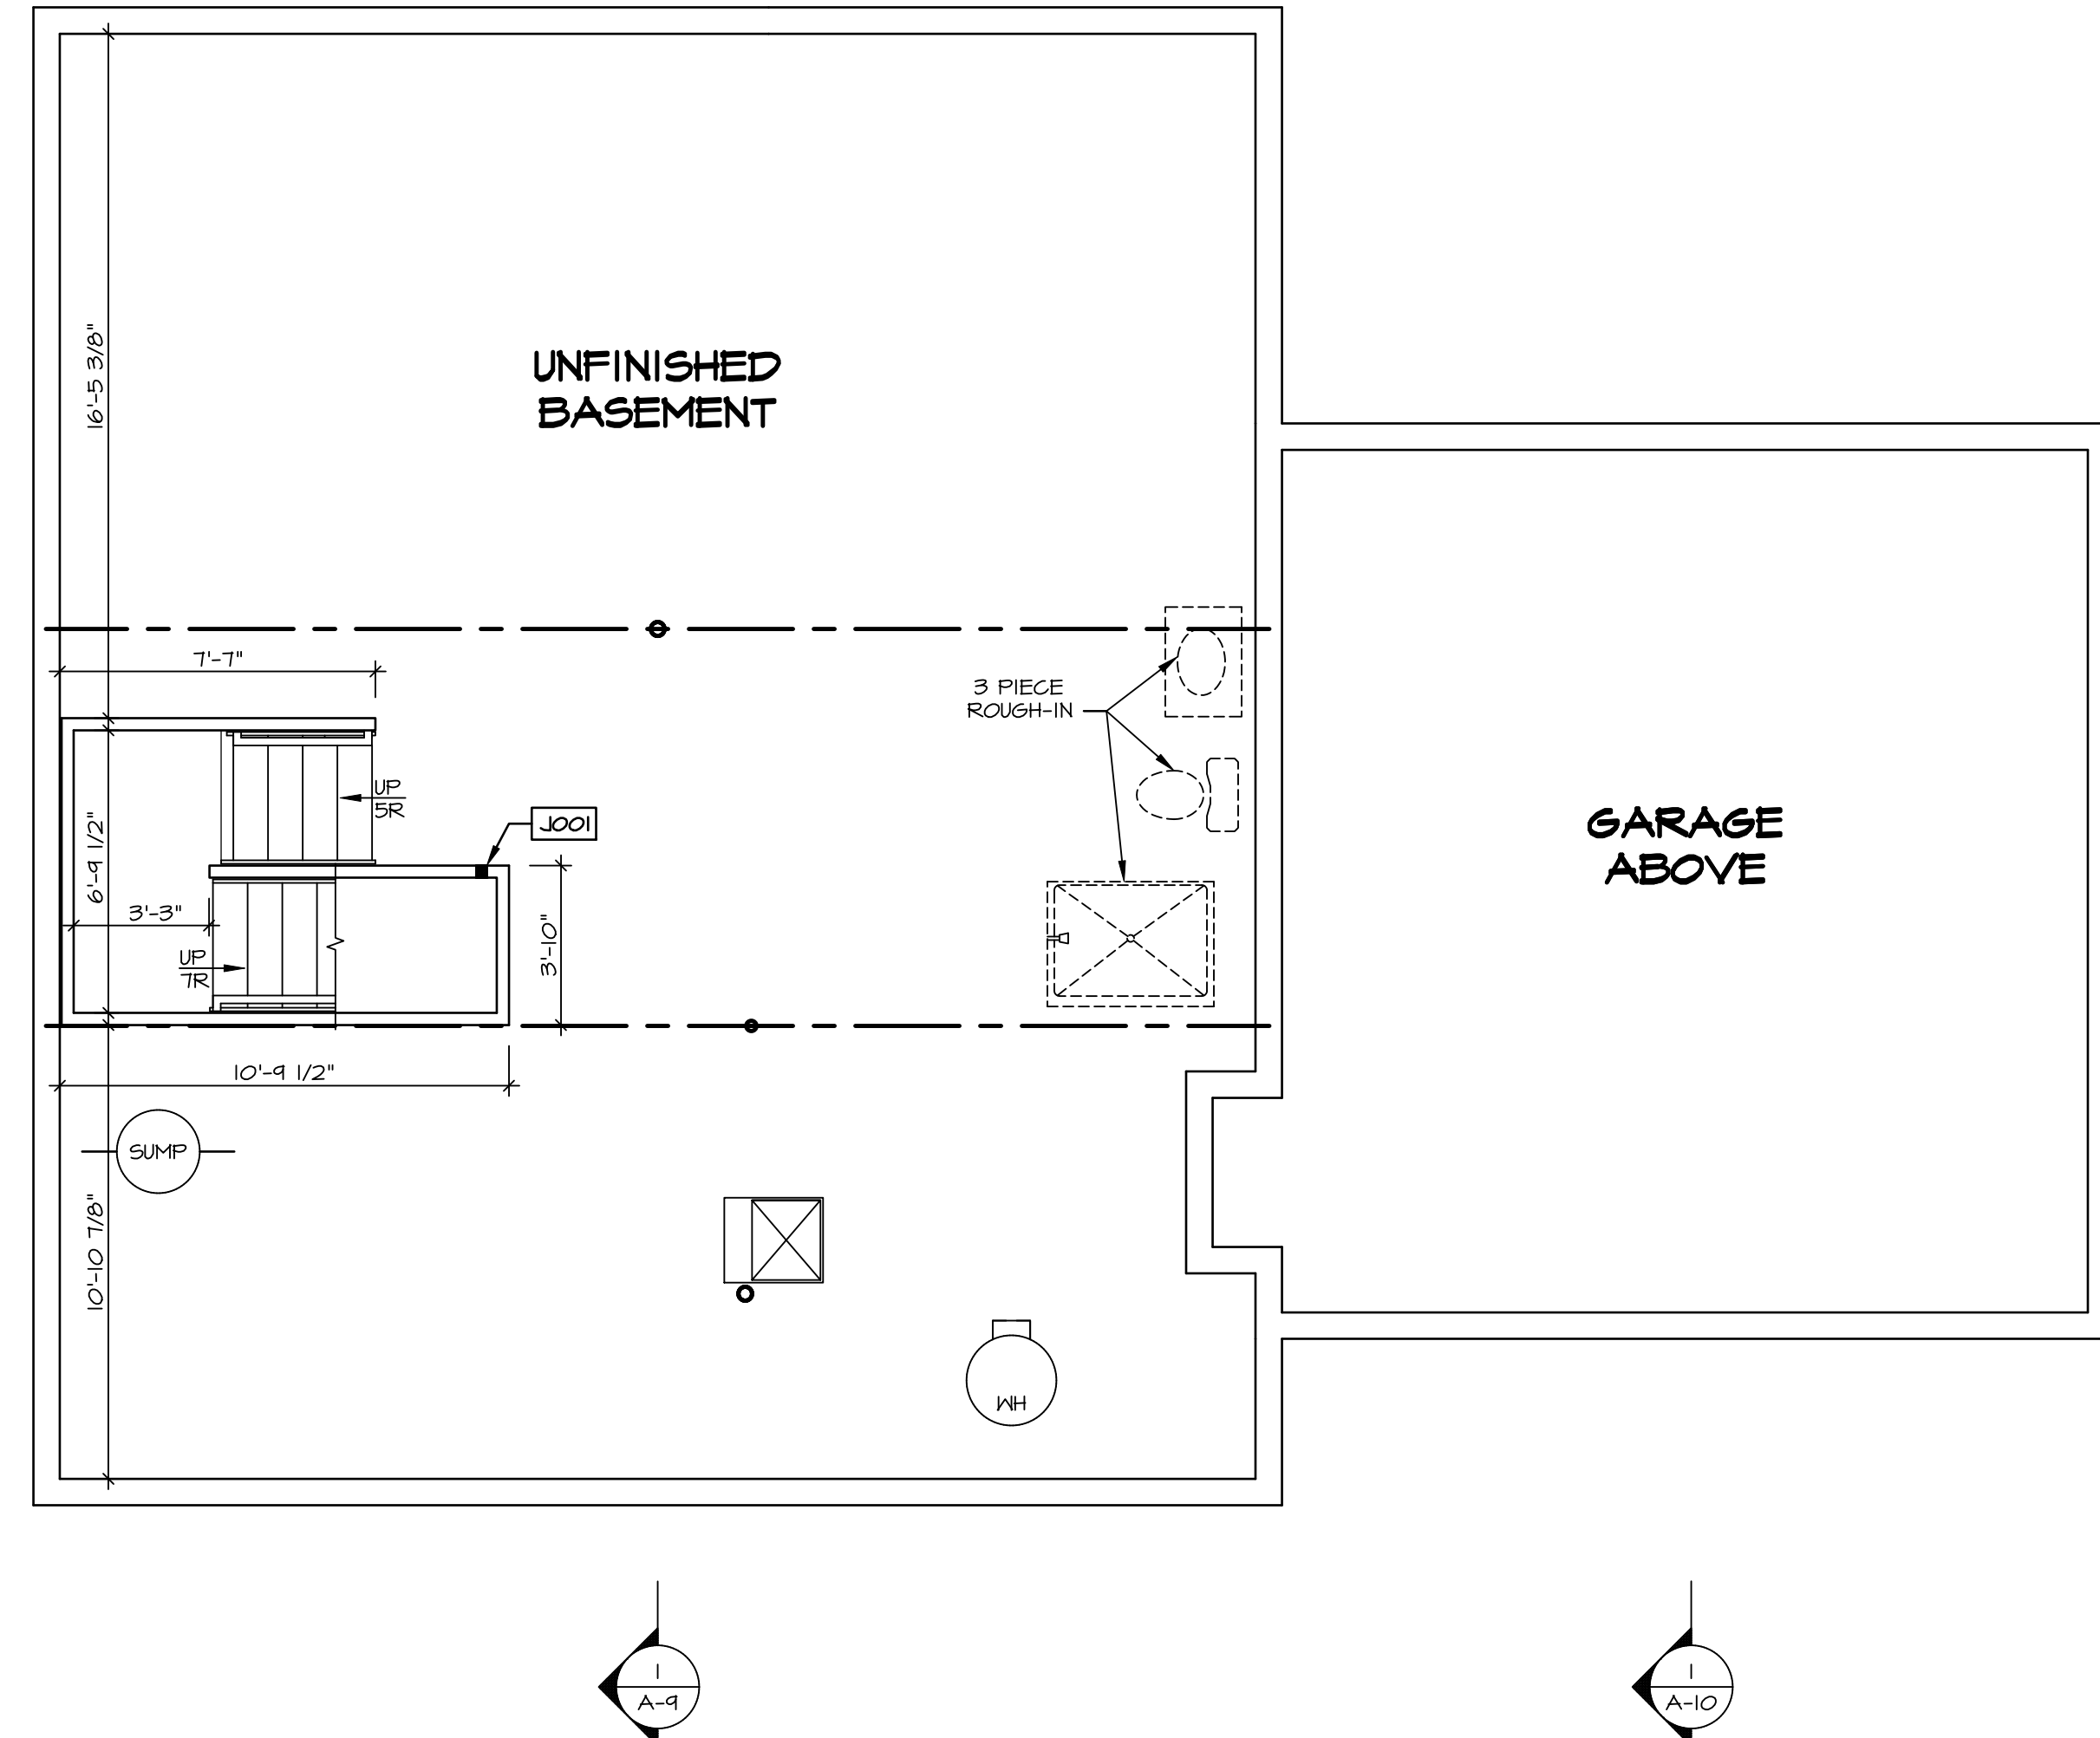 16'-5 3/8"
UNFINISHED
BASEMENT
7'-7"
3 PIECE
ROUGH-IN
UP
5R
J001
6'-9 1/2"
3'-3"
UP
7R
3'-10"
GARAGE
ABOVE
10'-9 1/2"
SUMP
10'-10 7/8"
WH
1
A-9
1
A-10